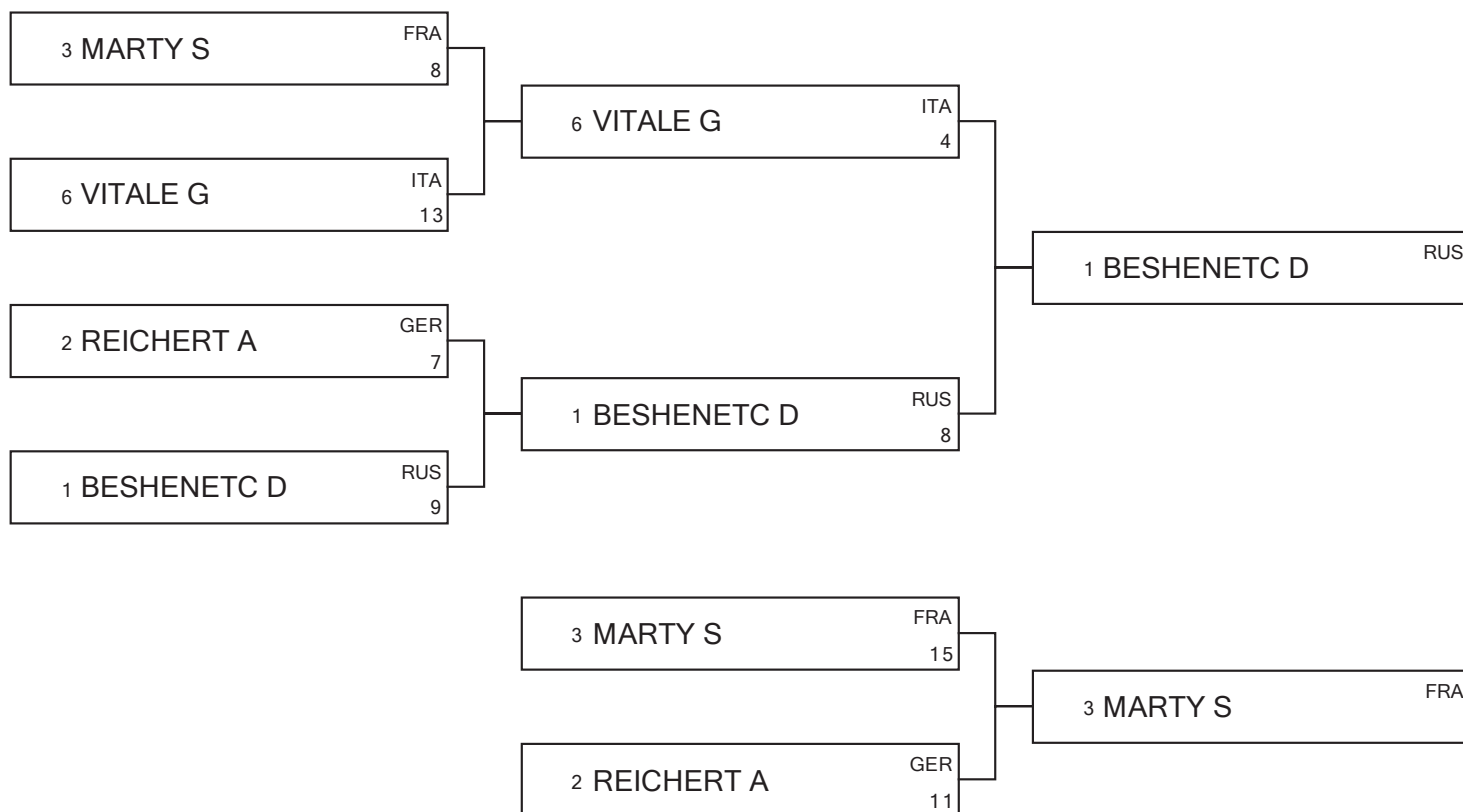 3 MARTY S FRA
8
6 VITALE G ITA
13
2 REICHERT A GER
7
1 BESHENETC D RUS
9
6 VITALE G ITA
4
1 BESHENETC D RUS
8
1 BESHENETC D RUS
3 MARTY S FRA
15
2 REICHERT A GER
11
3 MARTY S FRA